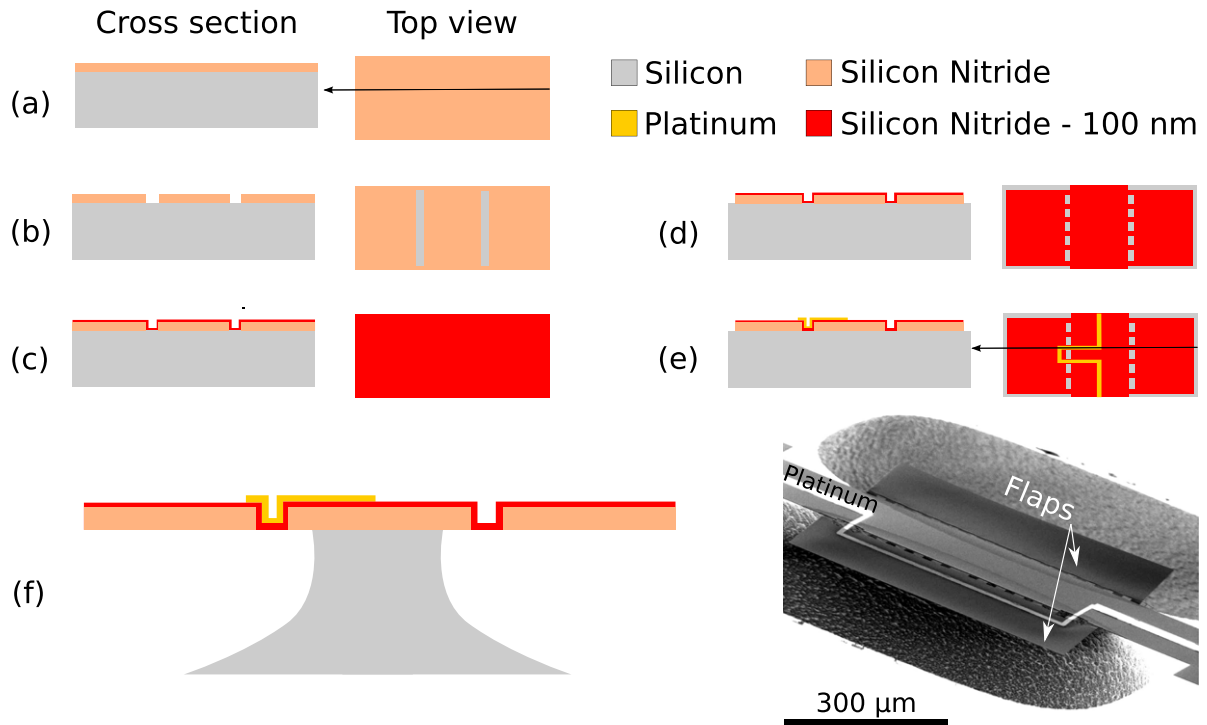 Cross section
Top view
Silicon
Silicon Nitride
Platinum
Silicon Nitride - 100 nm
(a)
(b)
(c)
(d)
(e)
(f)
Platinum
Flaps
300 µm